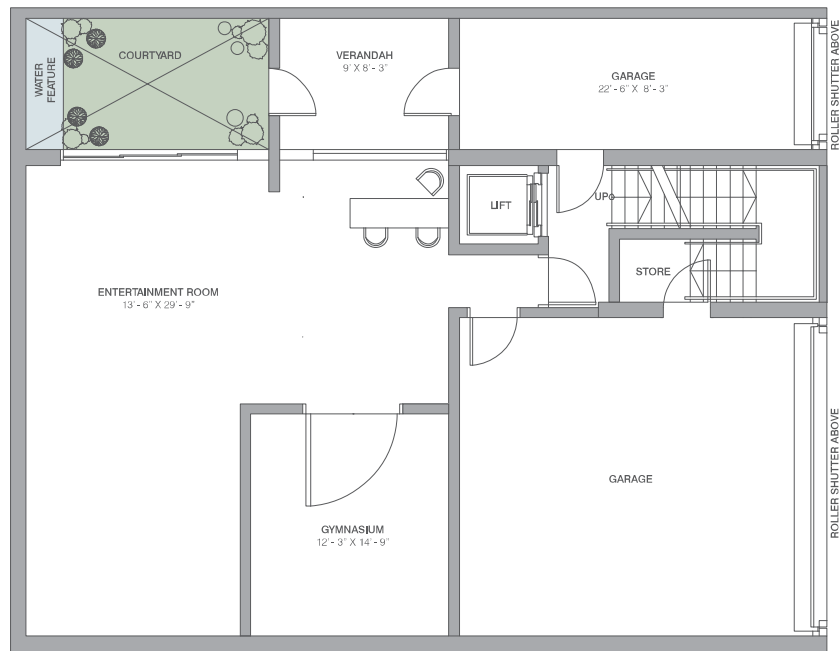 WATER
FEATURE
COURTYARD
VERANDAH
9' X 8' - 3"
GARAGE
22' - 6" X 8' - 3"
ROLLER SHUTTER ABOVE
LIFT
UP
STORE
ENTERTAINMENT ROOM
13' - 6" X 29' - 9"
GARAGE
ROLLER SHUTTER ABOVE
GYMNASIUM
12' - 3" X 14' - 9"